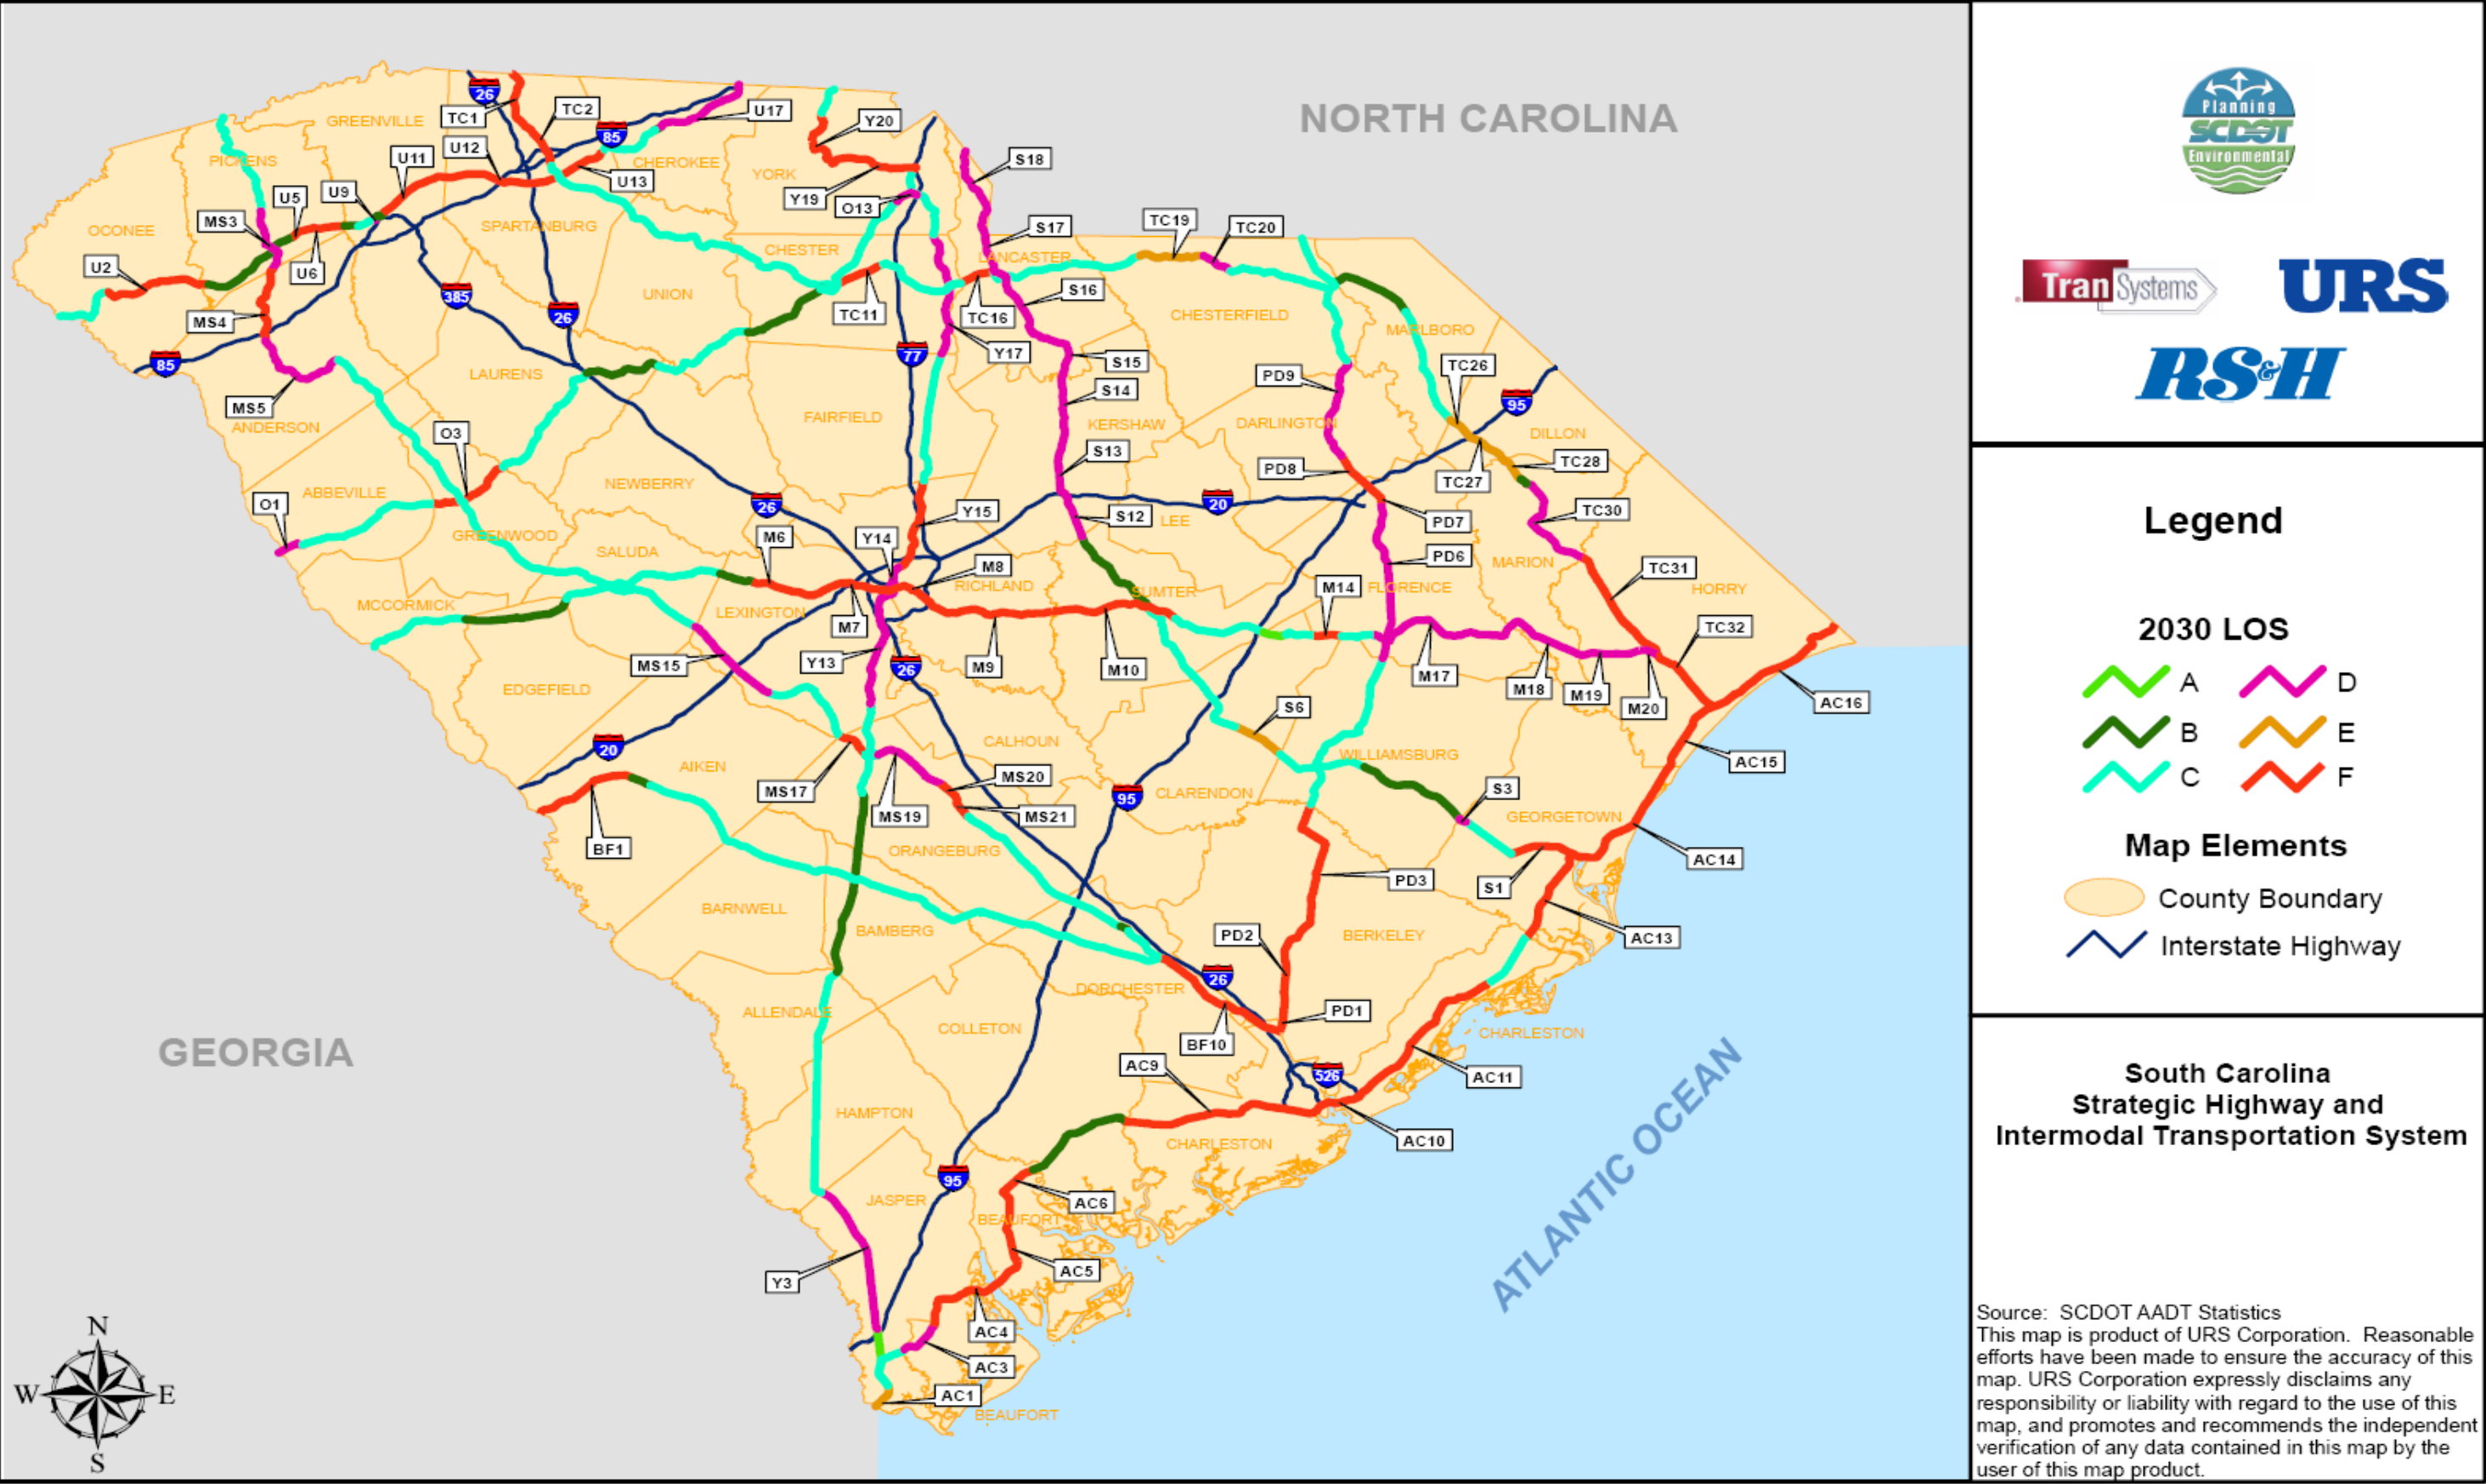 NORTH CAROLINA
GEORGIA
ATLANTIC OCEAN
26
TC1
TC2
U17
85
GREENVILLE
U12
U11
CHEROKEE
U13
PICKENS
U9
U5
MS3
OCONEE
U2
U6
SPARTANBURG
Y20
YORK
Y19
O13
S18
S17
CHESTER
LANCASTER
TC19
TC20
S16
385
UNION
26
TC11
TC16
MS4
Y17
CHESTERFIELD
MARLBORO
85
LAURENS
77
S15
S14
PD9
TC26
95
MS5
ANDERSON
FAIRFIELD
KERSHAW
DARLINGTON
DILLON
O3
S13
PD8
TC27
TC28
ABBEVILLE
NEWBERRY
O1
26
20
Y15
S12
LEE
PD7
TC30
GREENWOOD
SALUDA
M6
Y14
M8
PD6
MARION
TC31
HORRY
RICHLAND
SUMTER
M14
FLORENCE
MCCORMICK
LEXINGTON
M7
MS15
Y13
26
M9
M10
M17
M18
M19
M20
TC32
AC16
EDGEFIELD
S6
20
AIKEN
CALHOUN
WILLIAMSBURG
AC15
MS17
MS19
MS20
MS21
95
CLARENDON
S3
GEORGETOWN
BF1
ORANGEBURG
AC14
PD3
S1
BARNWELL
BAMBERG
PD2
BERKELEY
AC13
26
DORCHESTER
ALLENDALE
COLLETON
PD1
BF10
CHARLESTON
AC9
526
AC11
HAMPTON
CHARLESTON
AC10
95
JASPER
AC6
BEAUFORT
Y3
AC5
AC4
AC3
AC1
BEAUFORT
N
W
E
S
Planning
SCDOT
Environmental
TranSystems
URS
RS&H
Legend
2030 LOS
A
D
B
E
C
F
Map Elements
County Boundary
Interstate Highway
South Carolina
Strategic Highway and
Intermodal Transportation System
Source: SCDOT AADT Statistics
This map is product of URS Corporation. Reasonable
efforts have been made to ensure the accuracy of this
map. URS Corporation expressly disclaims any
responsibility or liability with regard to the use of this
map, and promotes and recommends the independent
verification of any data contained in this map by the
user of this map product.